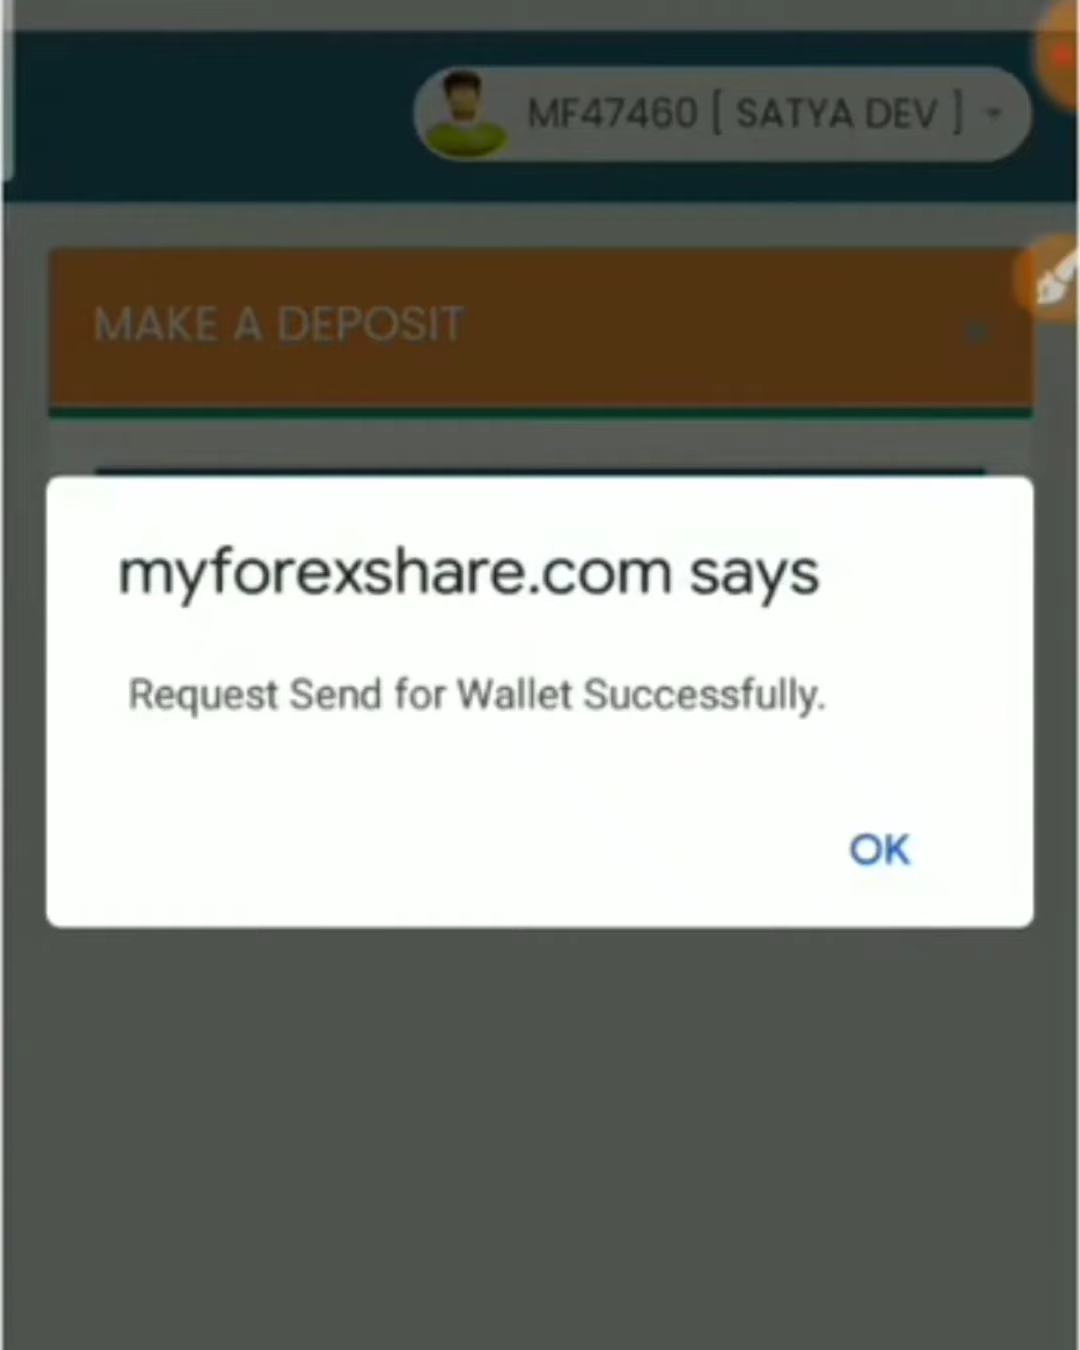 MF47460 [ SATYA DEV ]
MAKE A DEPOSIT
myforexshare.com says
Request Send for Wallet Successfully.
OK